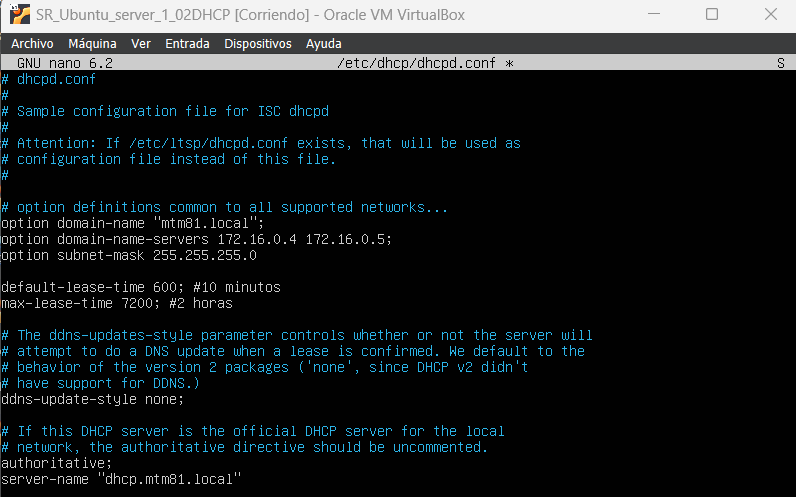 SR_Ubuntu_server_1_02DHCP [Corriendo] - Oracle VM VirtualBox
Archivo Máquina Ver Entrada Dispositivos Ayuda
GNU nano 6.2 /etc/dhcp/dhcpd.conf * S
# dhcpd.conf
#
# Sample configuration file for ISC dhcpd
#
# Attention: If /etc/ltsp/dhcpd.conf exists, that will be used as
# configuration file instead of this file.
#
# option definitions common to all supported networks...
option domain-name "mtm81.local";
option domain-name-servers 172.16.0.4 172.16.0.5;
option subnet-mask 255.255.255.0
default-lease-time 600; #10 minutos
max-lease-time 7200; #2 horas
# The ddns-updates-style parameter controls whether or not the server will
# attempt to do a DNS update when a lease is confirmed. We default to the
# behavior of the version 2 packages ('none', since DHCP v2 didn't
# have support for DDNS.)
ddns-update-style none;
# If this DHCP server is the official DHCP server for the local
# network, the authoritative directive should be uncommented.
authoritative;
server-name "dhcp.mtm81.local"